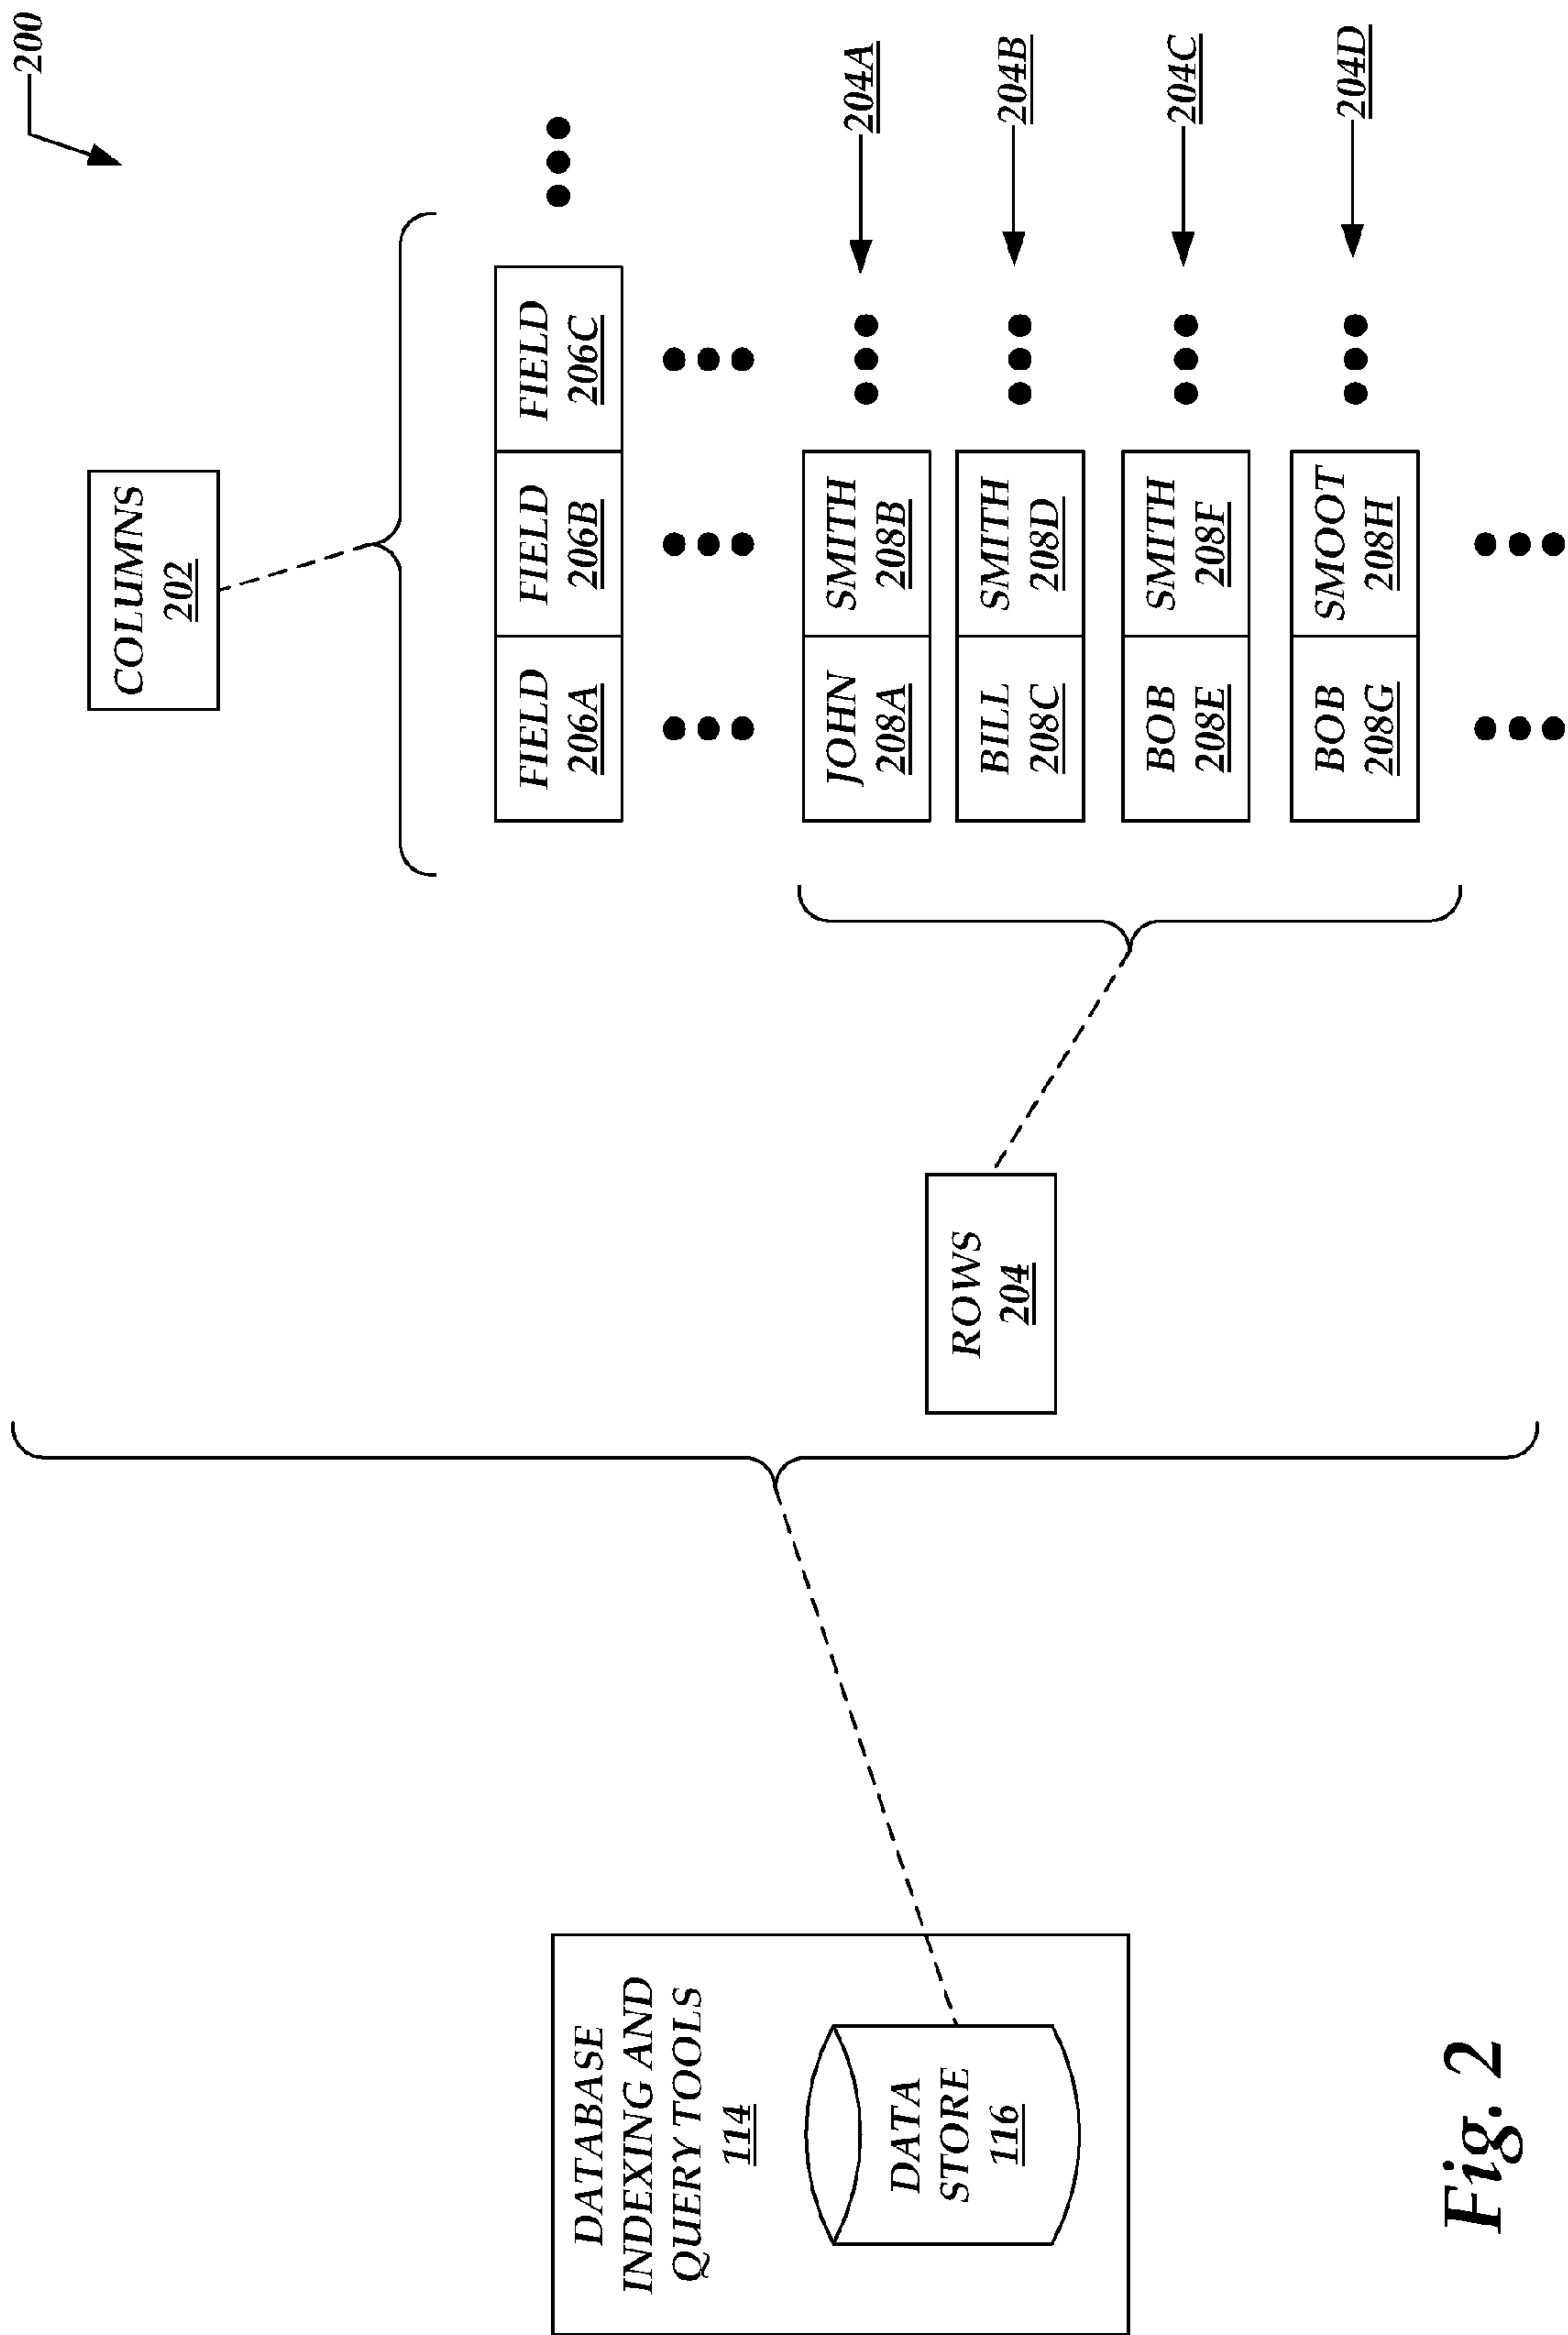 200
COLUMNS
202
FIELD
206A
FIELD
206B
FIELD
206C
DATABASE
INDEXING AND
QUERY TOOLS
114
DATA
STORE
116
ROWS
204
JOHN
208A
SMITH
208B
204A
BILL
208C
SMITH
208D
204B
BOB
208E
SMITH
208F
204C
BOB
208G
SMOOT
208H
204D
Fig. 2